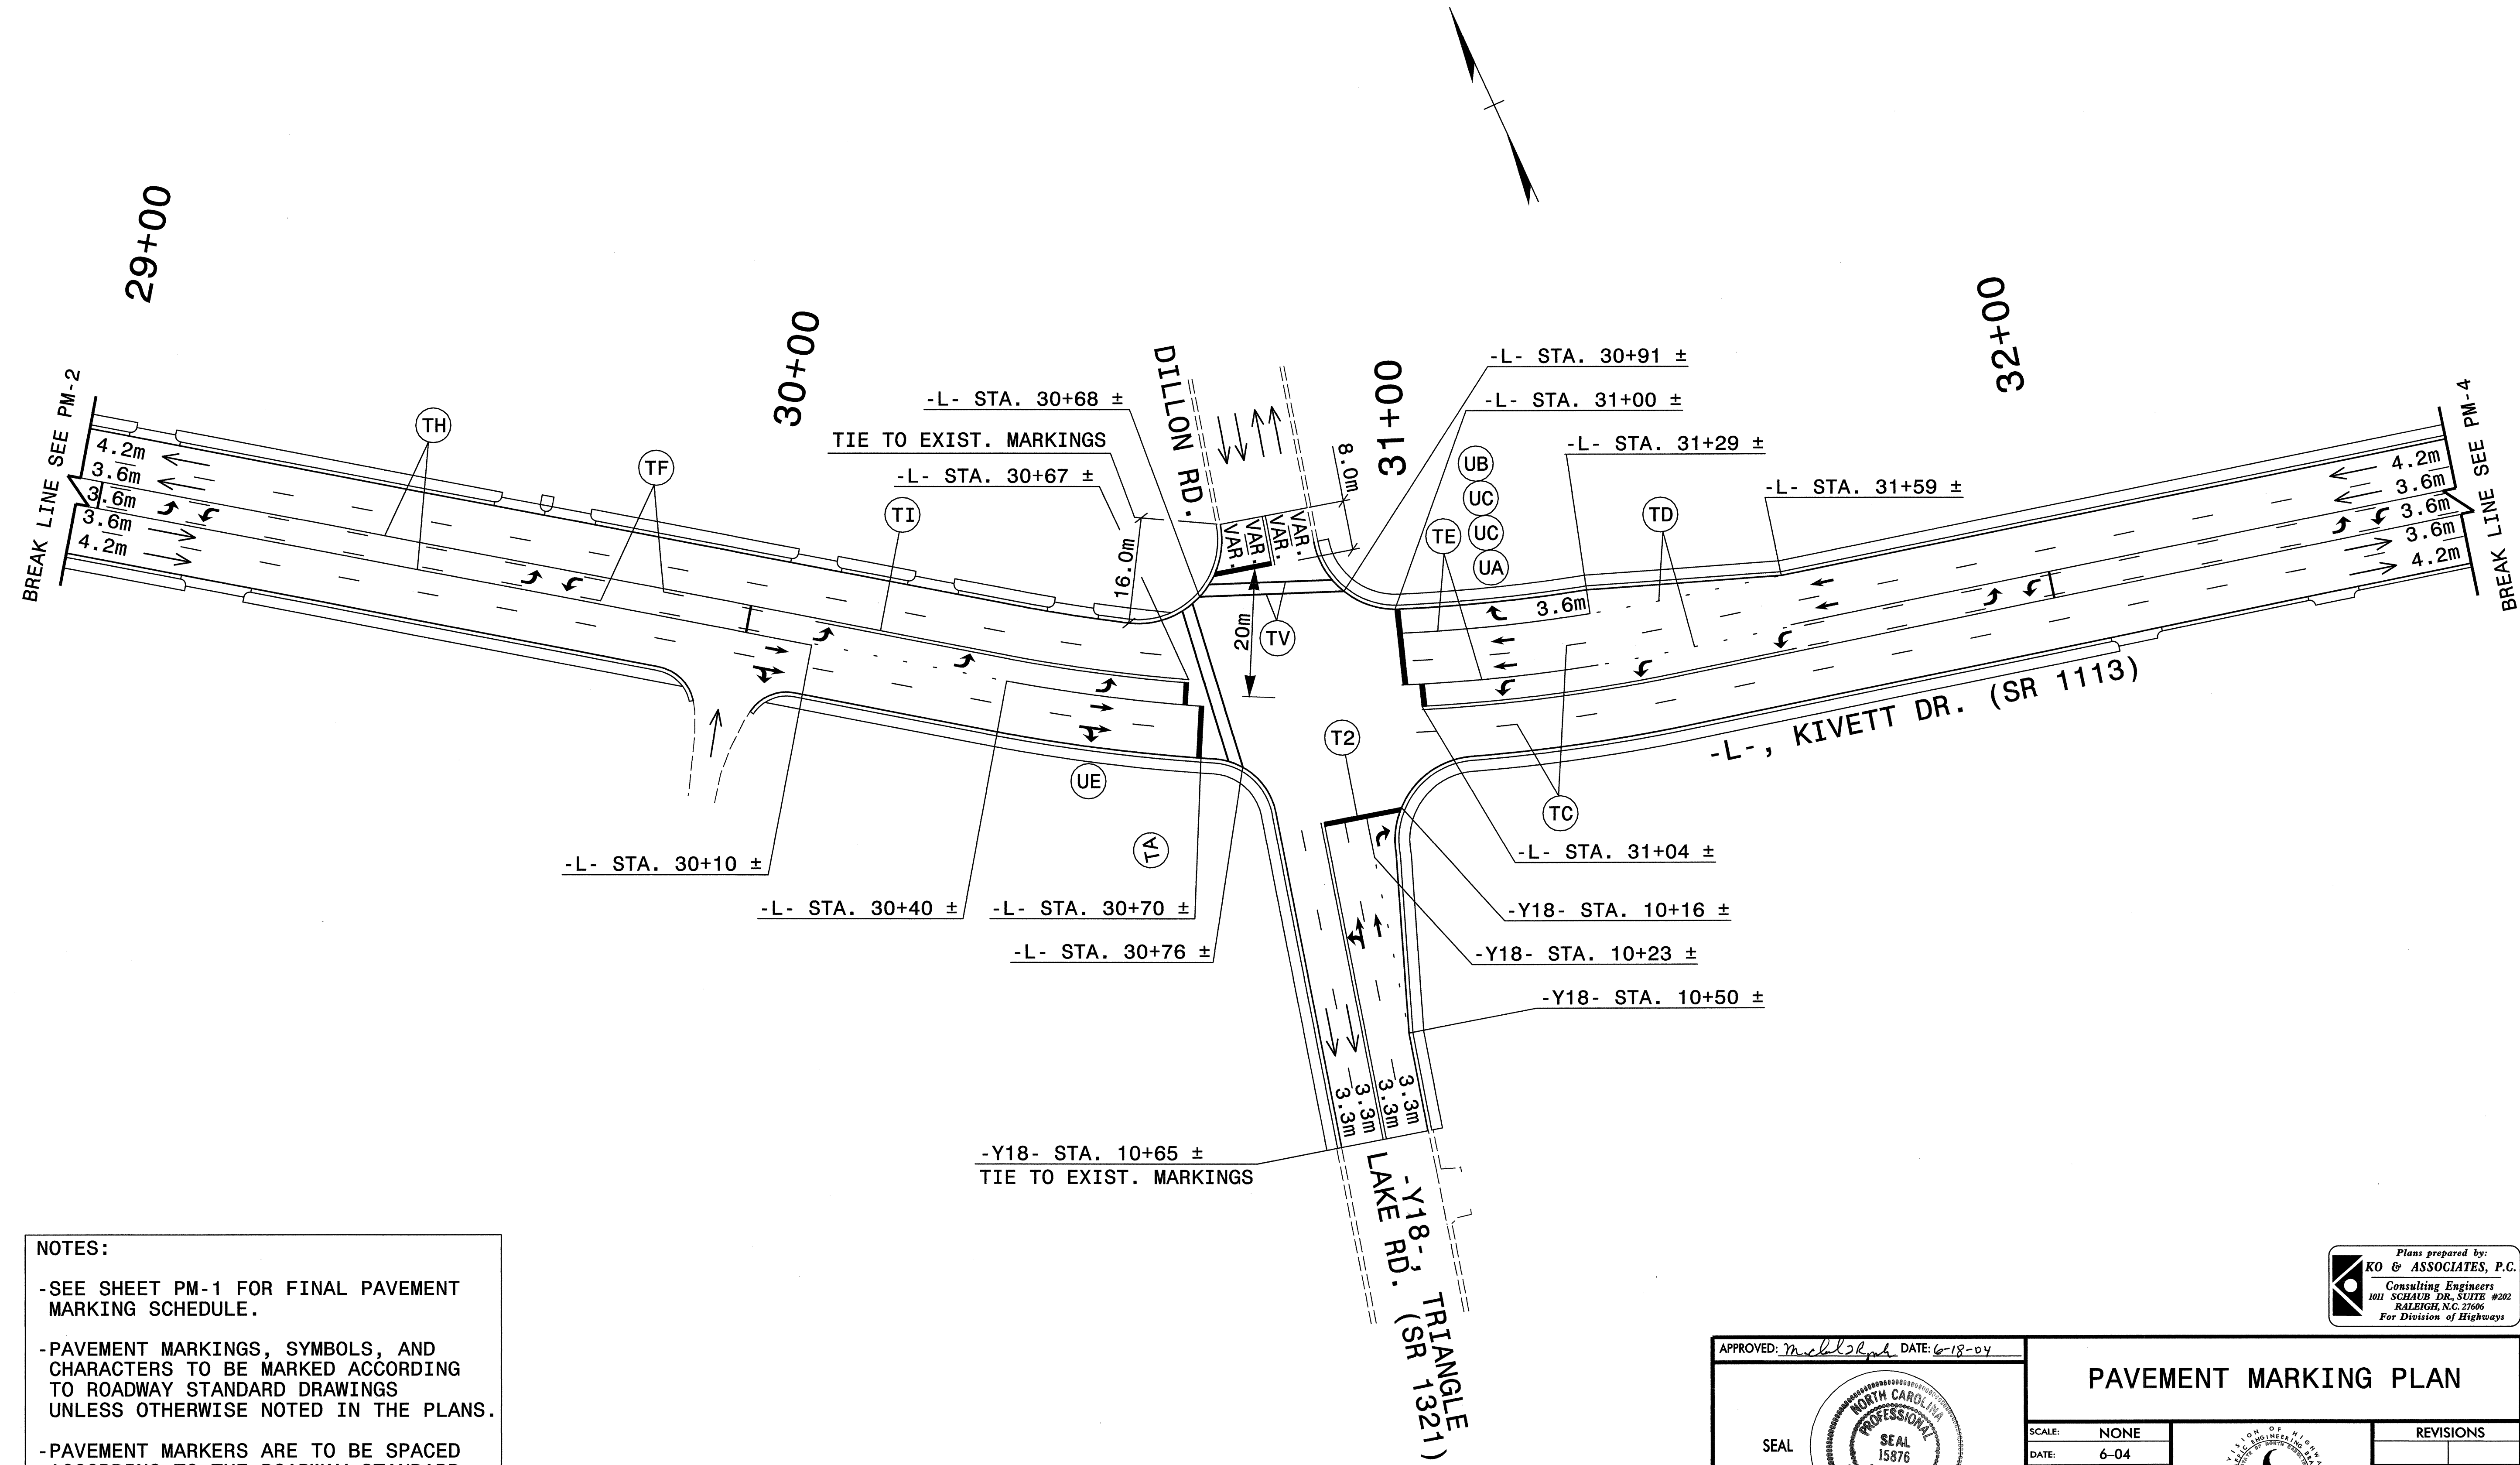 29+00
30+00
31+00
32+00
BREAK LINE SEE PM-2
4.2m
3.6m
3.6m
3.6m
4.2m
TH
TF
TI
-L- STA. 30+68 ±
TIE TO EXIST. MARKINGS
-L- STA. 30+67 ±
16.0m
DILLON RD.
VAR.
VAR.
VAR.
VAR.
8.0m
20m
TV
-L- STA. 30+91 ±
-L- STA. 31+00 ±
-L- STA. 31+29 ±
-L- STA. 31+59 ±
UB
UC
UC
UA
TE
TD
3.6m
4.2m
3.6m
3.6m
3.6m
4.2m
BREAK LINE SEE PM-4
-L-, KIVETT DR. (SR 1113)
T2
TC
UE
TA
-L- STA. 30+10 ±
-L- STA. 30+40 ±
-L- STA. 30+70 ±
-L- STA. 30+76 ±
-L- STA. 31+04 ±
-Y18- STA. 10+16 ±
-Y18- STA. 10+23 ±
-Y18- STA. 10+50 ±
3.3m
3.3m
3.3m
3.3m
-Y18- STA. 10+65 ±
TIE TO EXIST. MARKINGS
-Y18-, TRIANGLE
LAKE RD. (SR 1321)
NOTES:
-SEE SHEET PM-1 FOR FINAL PAVEMENT
MARKING SCHEDULE.
-PAVEMENT MARKINGS, SYMBOLS, AND
CHARACTERS TO BE MARKED ACCORDING
TO ROADWAY STANDARD DRAWINGS
UNLESS OTHERWISE NOTED IN THE PLANS.
-PAVEMENT MARKERS ARE TO BE SPACED
ACCORDING TO THE ROADWAY STANDARD
Plans prepared by:
KO & ASSOCIATES, P.C.
Consulting Engineers
1011 SCHAUB DR., SUITE #202
RALEIGH, N.C. 27606
For Division of Highways
APPROVED: DATE: 6-18-04
SEAL
NORTH CAROLINA
PROFESSIONAL
SEAL
15876
PAVEMENT MARKING PLAN
SCALE: NONE
DATE: 6-04
REVISIONS